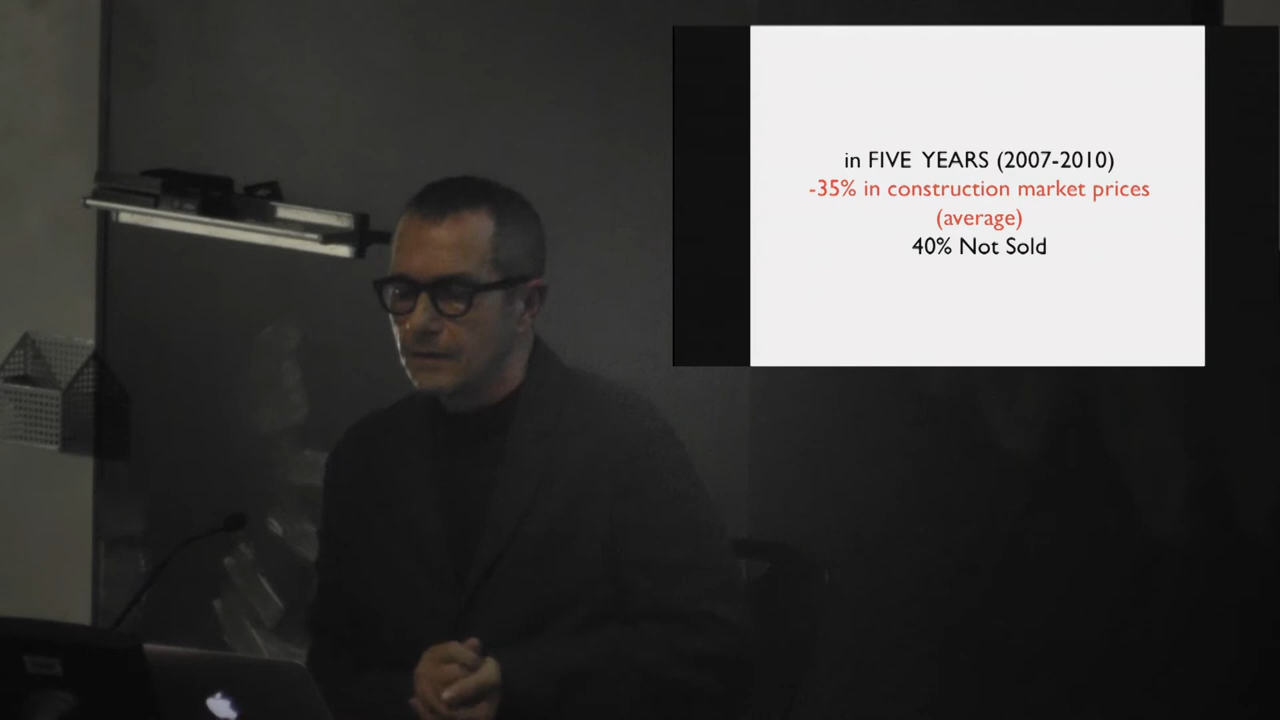 in FIVE YEARS (2007-2010)
-35% in construction market prices
(average)
40% Not Sold